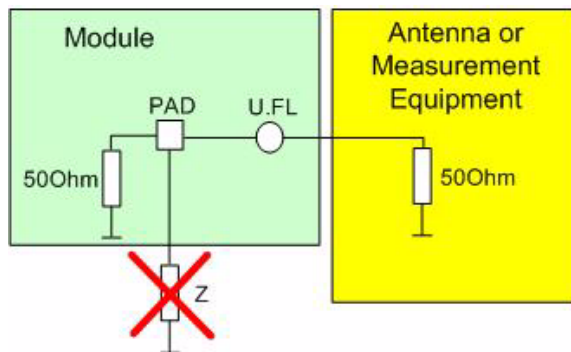 Module
Antenna or
Measurement
Equipment
PAD
U.FL
50Ohm
50Ohm
Z